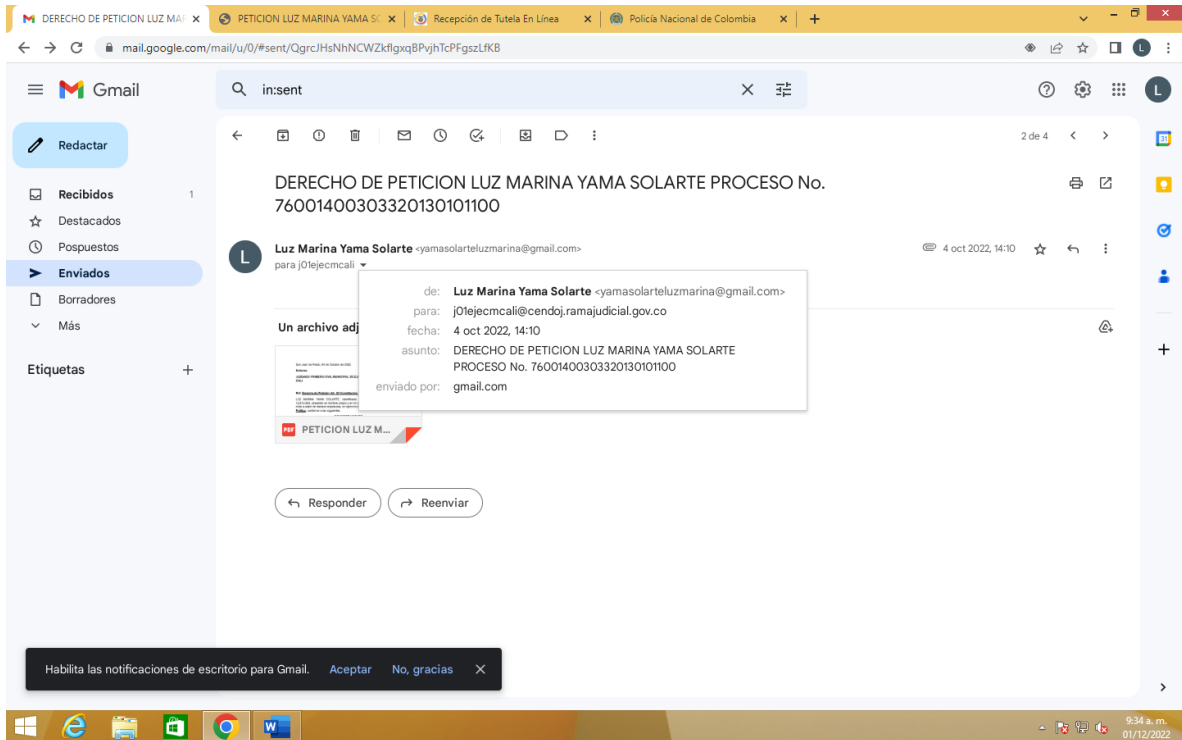 DERECHO DE PETICION LUZ MAR
PETICION LUZ MARINA YAMA SO
Recepción de Tutela En Línea
Policía Nacional de Colombia
mail.google.com/mail/u/0/#sent/QgrcJHsNhNCWZkflgxqBPvjhTcPFgszLfKB
L
Gmail
in:sent
L
Redactar
2 de 4
31
Recibidos 1
Destacados
Pospuestos
Enviados
Borradores
Más
Etiquetas
DERECHO DE PETICION LUZ MARINA YAMA SOLARTE PROCESO No.
76001400303320130101100
L
Luz Marina Yama Solarte <yamasolarteluzmarina@gmail.com>
4 oct 2022, 14:10
para j01ejecmcali
de: Luz Marina Yama Solarte <yamasolarteluzmarina@gmail.com>
para: j01ejecmcali@cendoj.ramajudicial.gov.co
fecha: 4 oct 2022, 14:10
asunto: DERECHO DE PETICION LUZ MARINA YAMA SOLARTE
PROCESO No. 76001400303320130101100
enviado por: gmail.com
Un archivo adj
PDF PETICION LUZ M...
Responder
Reenviar
Habilita las notificaciones de escritorio para Gmail. Aceptar No, gracias
W
9:34 a. m.
01/12/2022